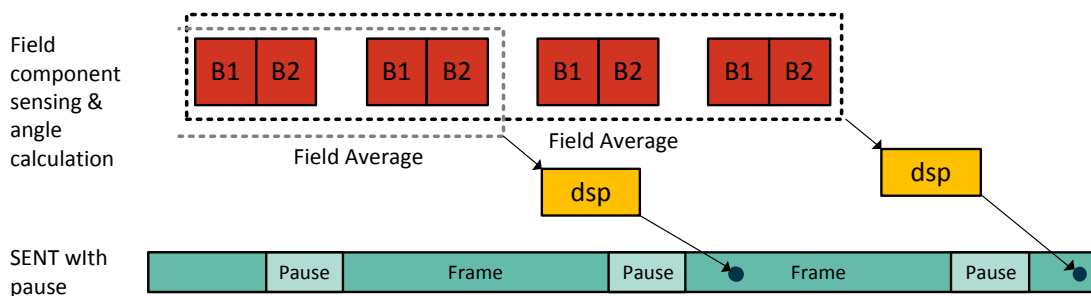 Field
component
sensing &
angle
calculation
B1 B2 B1 B2 B1 B2 B1 B2
Field Average
Field Average
dsp
dsp
SENT wIth
pause
Pause Frame Pause Frame Pause